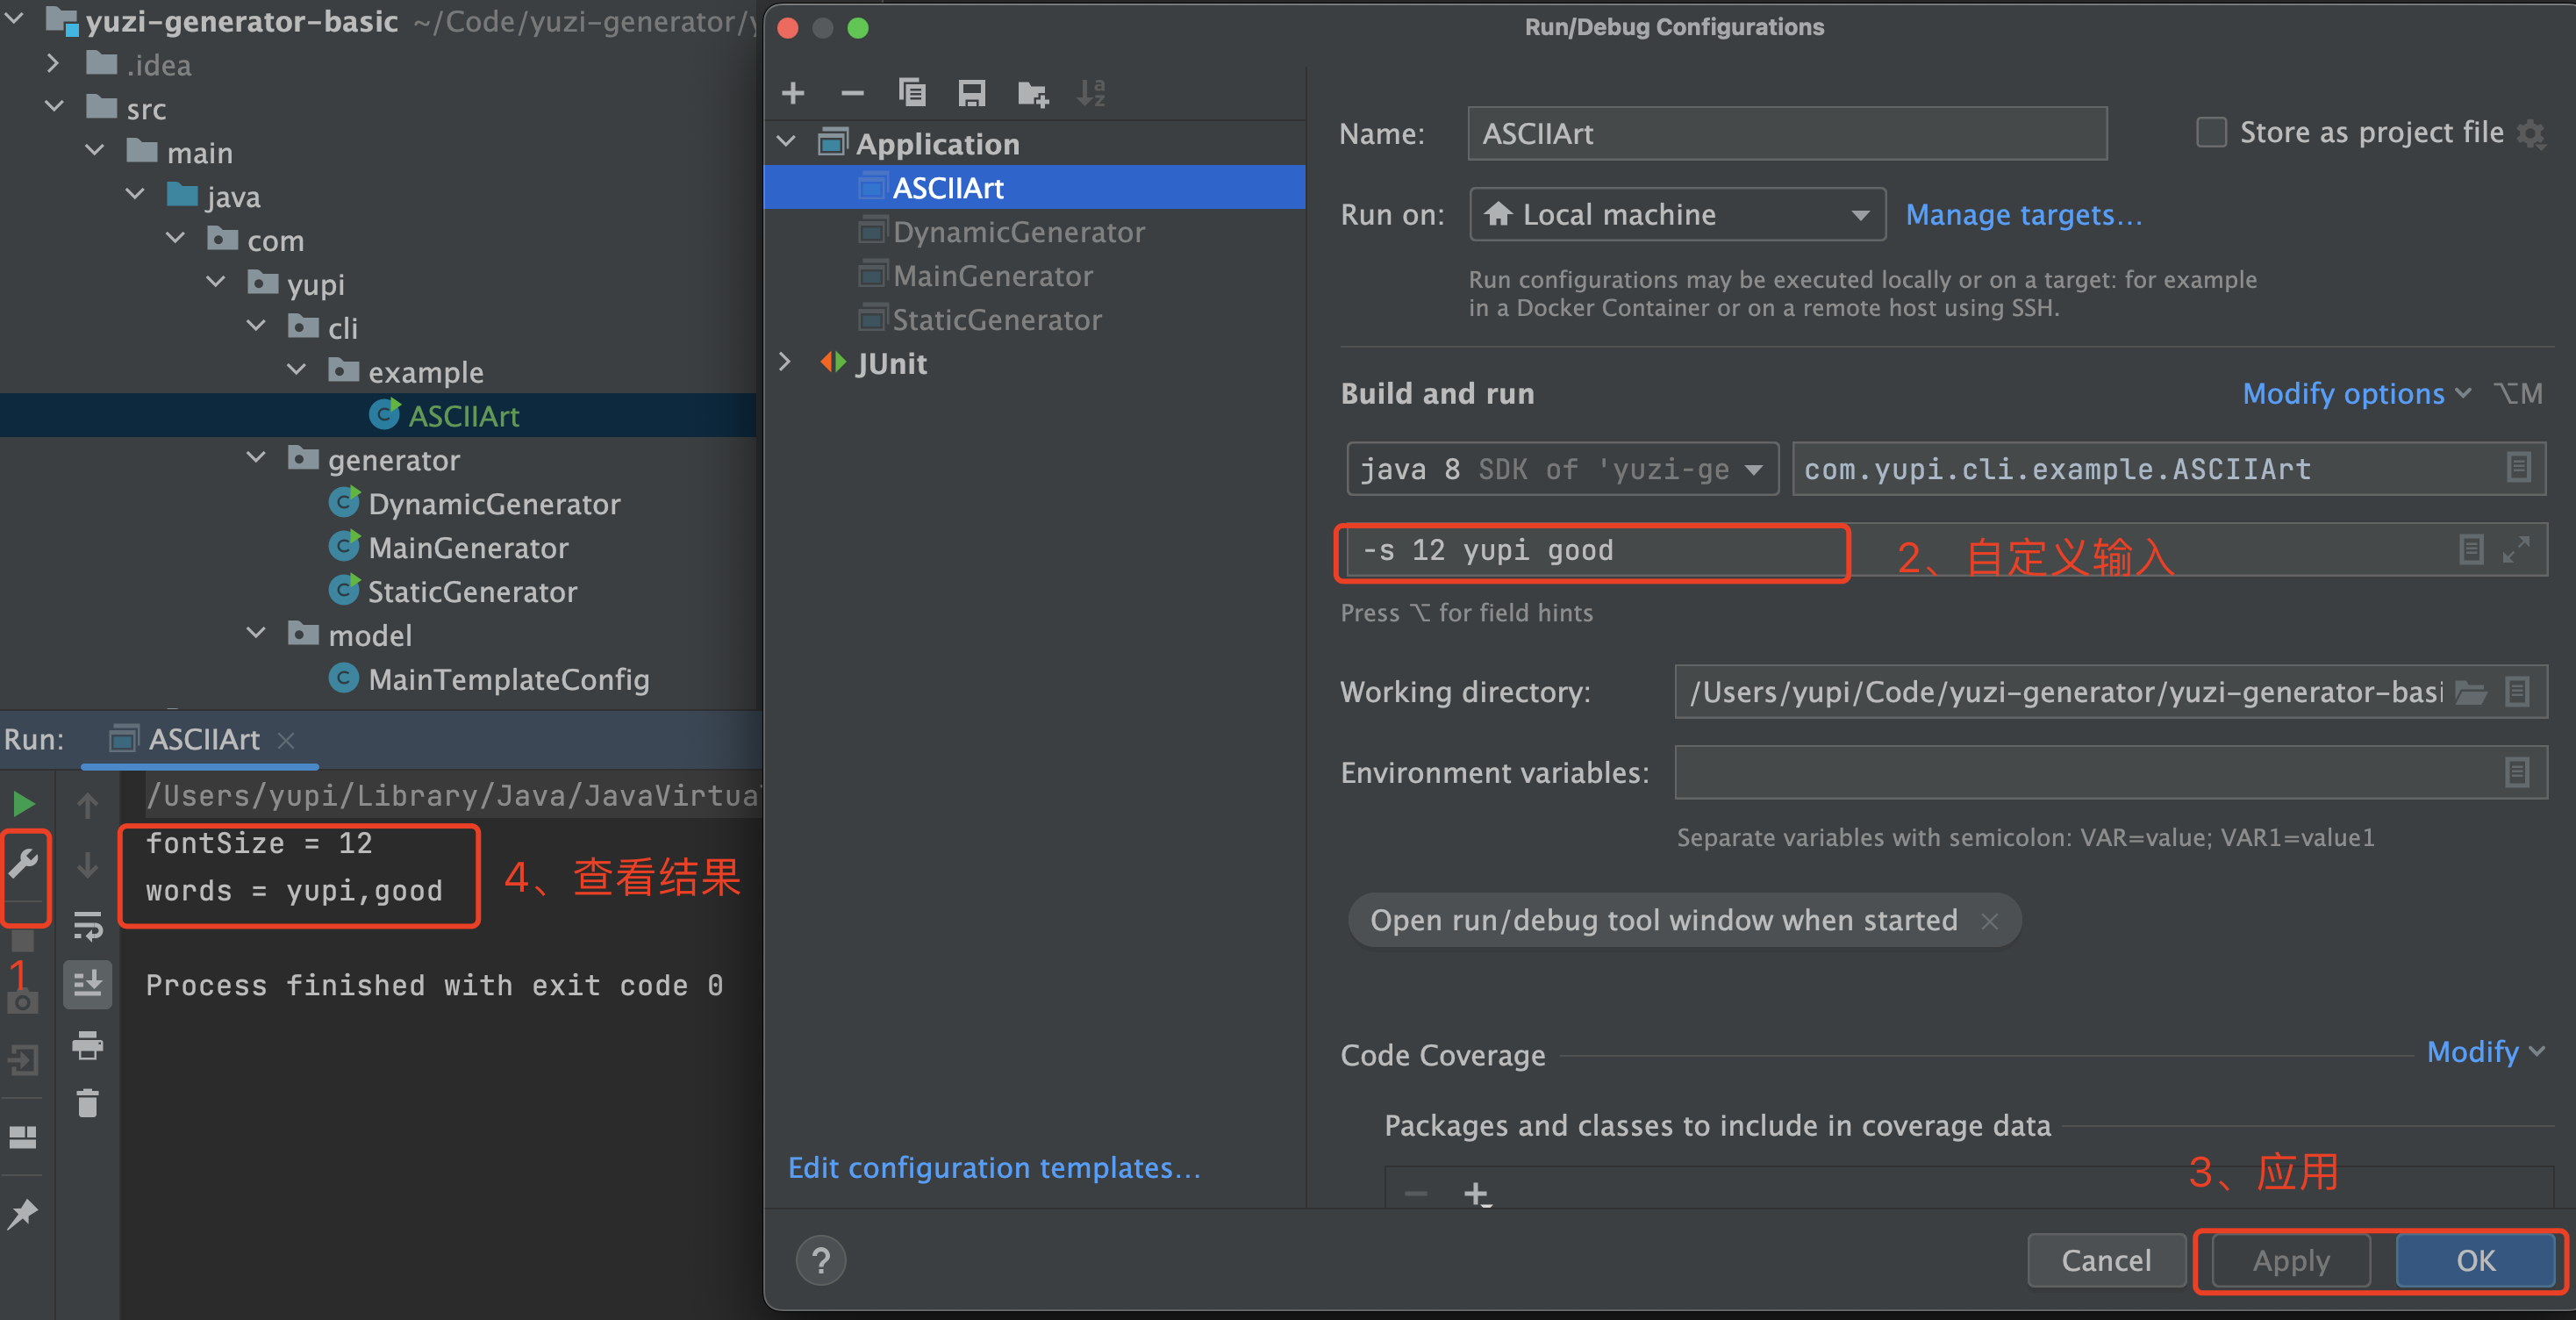 yuzi-generator-basic ~/Code/yuzi-generator/y
.idea
src
main
java
com
yupi
cli
example
ASCIIArt
generator
DynamicGenerator
MainGenerator
StaticGenerator
model
MainTemplateConfig
Run: ASCIIArt
/Users/yupi/Library/Java/JavaVirtual
fontSize = 12
words = yupi,good
4、查看结果
1
Process finished with exit code 0
Run/Debug Configurations
Application
ASCIIArt
DynamicGenerator
MainGenerator
StaticGenerator
JUnit
Edit configuration templates...
Name: ASCIIArt Store as project file
Run on: Local machine Manage targets...
Run configurations may be executed locally or on a target: for example
in a Docker Container or on a remote host using SSH.
Build and run Modify options ⌥M
java 8 SDK of 'yuzi-ge com.yupi.cli.example.ASCIIArt
-s 12 yupi good 2、自定义输入
Press ⌥ for field hints
Working directory: /Users/yupi/Code/yuzi-generator/yuzi-generator-basi
Environment variables:
Separate variables with semicolon: VAR=value; VAR1=value1
Open run/debug tool window when started
Code Coverage Modify
Packages and classes to include in coverage data
3、应用
? Cancel Apply OK